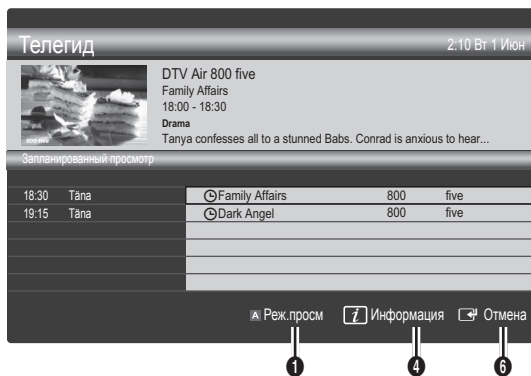 Телегид 2:10 Вт 1 Июн
DTV Air 800 five
Family Affairs
18:00 - 18:30
Drama
Tanya confesses all to a stunned Babs. Conrad is anxious to hear...
Запланированный просмотр
18:30 Täna Family Affairs 800 five
19:15 Täna Dark Angel 800 five
A Реж.просм i Информация Отмена
1 4 6